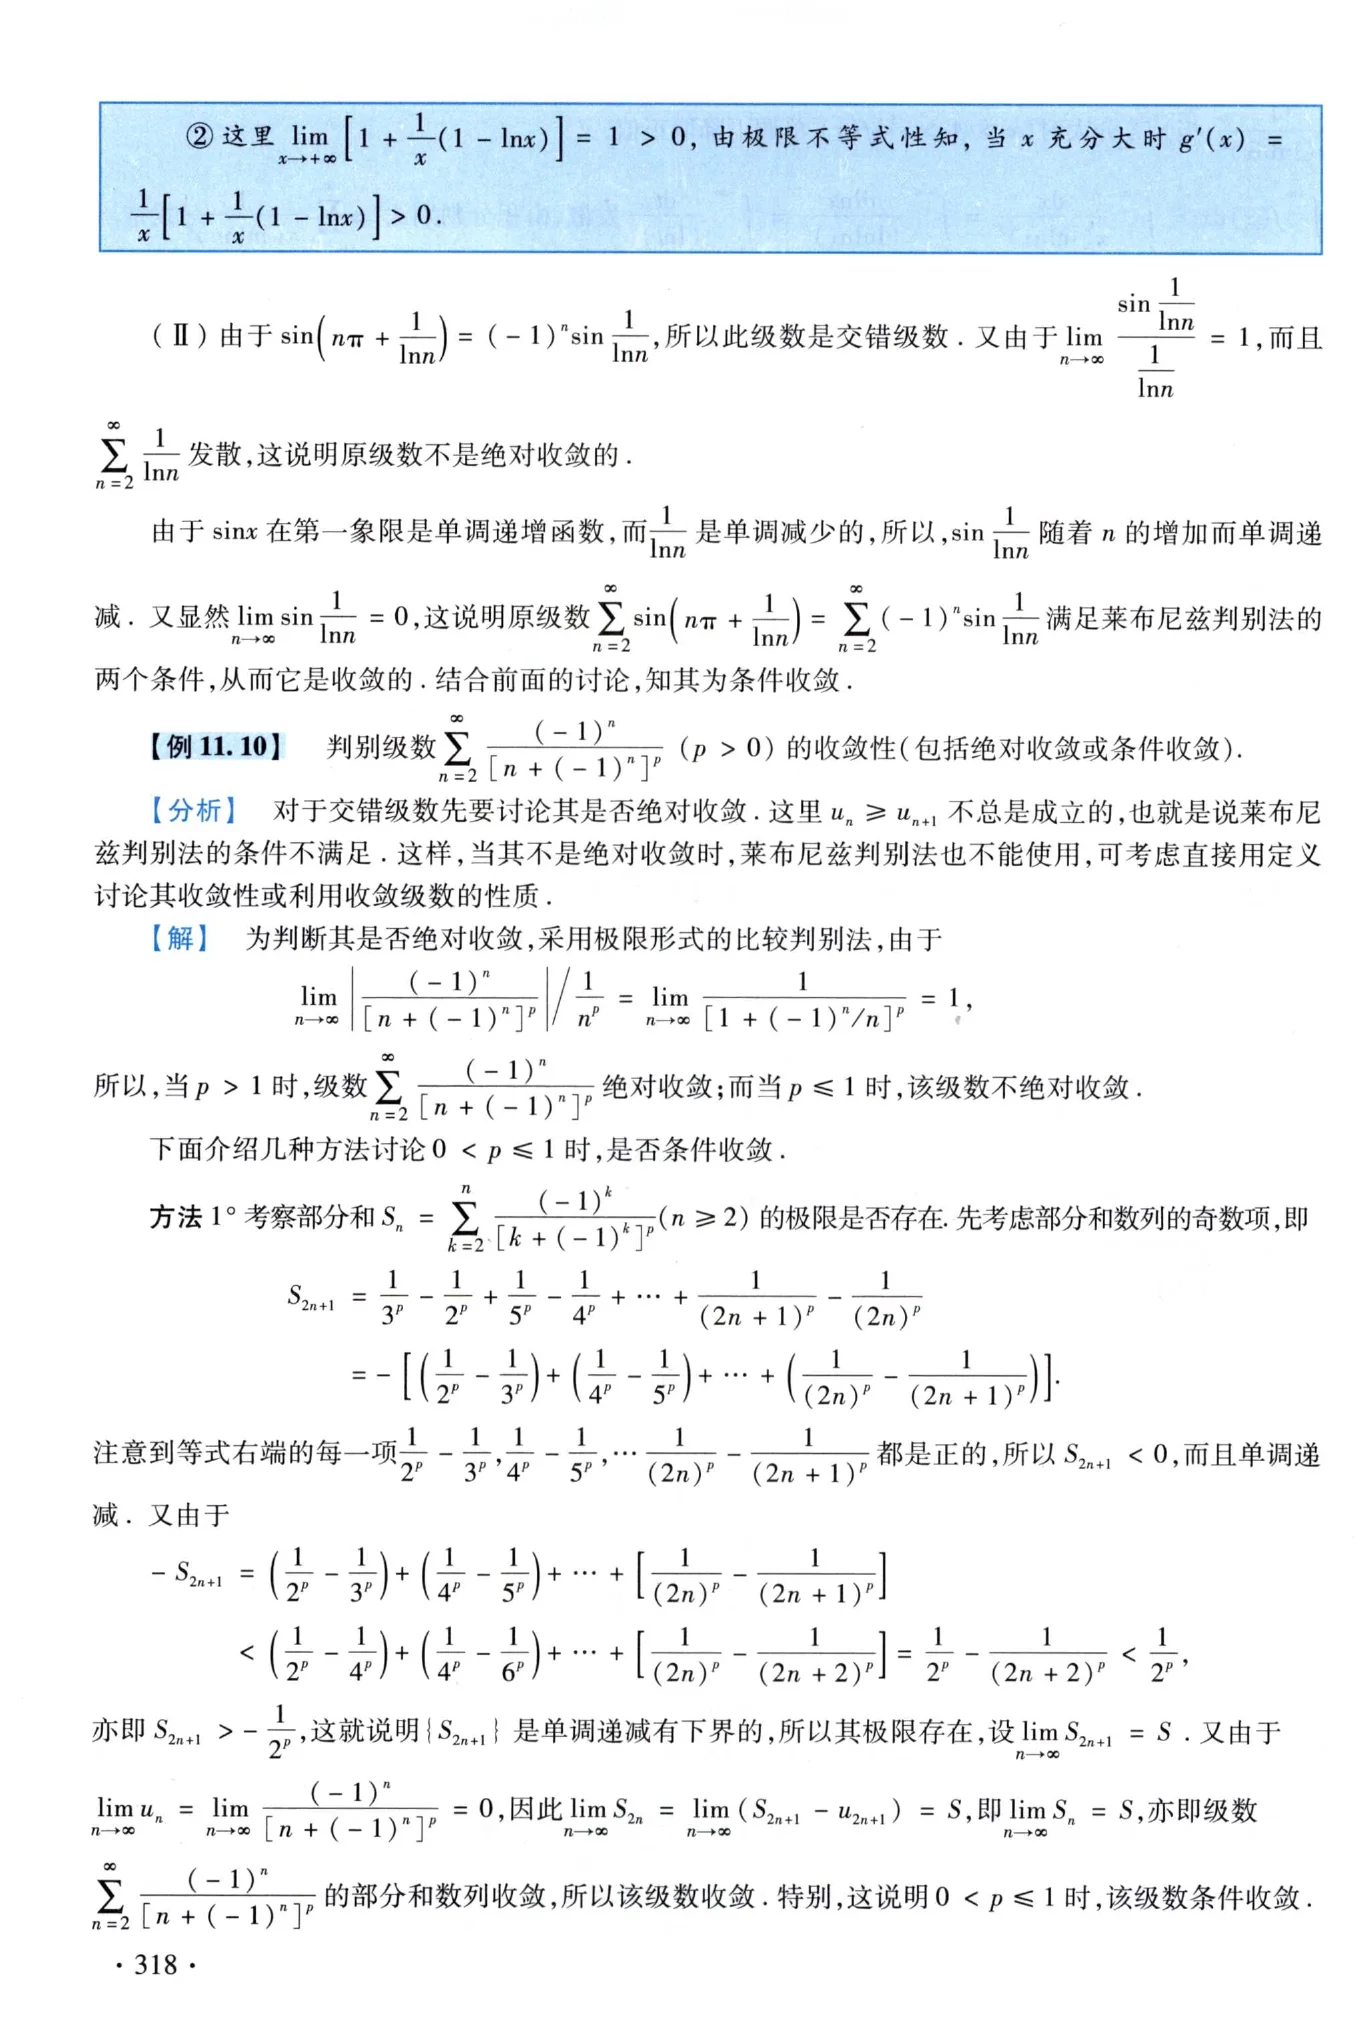 ② 这里 $\lim\limits_{x\to+\infty}\left[1+\frac{1}{x}(1-\ln x)\right]=1>0$, 由极限不等式性知, 当 x 充分大时 $g'(x)=$
$\frac{1}{x}\left[1+\frac{1}{x}(1-\ln x)\right]>0$.
(Ⅱ) 由于 $\sin\left(n\pi+\frac{1}{\ln n}\right)=(-1)^n\sin\frac{1}{\ln n}$,所以此级数是交错级数. 又由于 $\lim\limits_{n\to\infty}\frac{\sin\frac{1}{\ln n}}{\frac{1}{\ln n}}=1$,而且
$\sum\limits_{n=2}^{\infty}\frac{1}{\ln n}$ 发散,这说明原级数不是绝对收敛的.
由于 $\sin x$ 在第一象限是单调递增函数,而 $\frac{1}{\ln n}$ 是单调减少的,所以,$\sin\frac{1}{\ln n}$ 随着 n 的增加而单调递
减. 又显然 $\lim\limits_{n\to\infty}\sin\frac{1}{\ln n}=0$,这说明原级数 $\sum\limits_{n=2}^{\infty}\sin\left(n\pi+\frac{1}{\ln n}\right)=\sum\limits_{n=2}^{\infty}(-1)^n\sin\frac{1}{\ln n}$ 满足莱布尼兹判别法的
两个条件,从而它是收敛的. 结合前面的讨论,知其为条件收敛.
【例 11.10】 判别级数 $\sum\limits_{n=2}^{\infty}\frac{(-1)^n}{[n+(-1)^n]^p}$ $(p>0)$ 的收敛性(包括绝对收敛或条件收敛).
【分析】 对于交错级数先要讨论其是否绝对收敛. 这里 $u_n\geqslant u_{n+1}$ 不总是成立的,也就是说莱布尼
兹判别法的条件不满足. 这样,当其不是绝对收敛时,莱布尼兹判别法也不能使用,可考虑直接用定义
讨论其收敛性或利用收敛级数的性质.
【解】 为判断其是否绝对收敛,采用极限形式的比较判别法,由于
$\lim\limits_{n\to\infty}\left|\frac{(-1)^n}{[n+(-1)^n]^p}\right|\Big/\frac{1}{n^p}=\lim\limits_{n\to\infty}\frac{1}{[1+(-1)^n/n]^p}=1$,
所以,当 $p>1$ 时,级数 $\sum\limits_{n=2}^{\infty}\frac{(-1)^n}{[n+(-1)^n]^p}$ 绝对收敛;而当 $p\leqslant 1$ 时,该级数不绝对收敛.
下面介绍几种方法讨论 $0<p\leqslant 1$ 时,是否条件收敛.
方法 1° 考察部分和 $S_n=\sum\limits_{k=2}^{n}\frac{(-1)^k}{[k+(-1)^k]^p}(n\geqslant 2)$ 的极限是否存在. 先考虑部分和数列的奇数项,即
$S_{2n+1}=\frac{1}{3^p}-\frac{1}{2^p}+\frac{1}{5^p}-\frac{1}{4^p}+\cdots+\frac{1}{(2n+1)^p}-\frac{1}{(2n)^p}$
$=-\left[\left(\frac{1}{2^p}-\frac{1}{3^p}\right)+\left(\frac{1}{4^p}-\frac{1}{5^p}\right)+\cdots+\left(\frac{1}{(2n)^p}-\frac{1}{(2n+1)^p}\right)\right]$.
注意到等式右端的每一项 $\frac{1}{2^p}-\frac{1}{3^p},\frac{1}{4^p}-\frac{1}{5^p},\cdots\frac{1}{(2n)^p}-\frac{1}{(2n+1)^p}$ 都是正的,所以 $S_{2n+1}<0$,而且单调递
减. 又由于
$-S_{2n+1}=\left(\frac{1}{2^p}-\frac{1}{3^p}\right)+\left(\frac{1}{4^p}-\frac{1}{5^p}\right)+\cdots+\left[\frac{1}{(2n)^p}-\frac{1}{(2n+1)^p}\right]$
$<\left(\frac{1}{2^p}-\frac{1}{4^p}\right)+\left(\frac{1}{4^p}-\frac{1}{6^p}\right)+\cdots+\left[\frac{1}{(2n)^p}-\frac{1}{(2n+2)^p}\right]=\frac{1}{2^p}-\frac{1}{(2n+2)^p}<\frac{1}{2^p}$,
亦即 $S_{2n+1}>-\frac{1}{2^p}$,这就说明$\{S_{2n+1}\}$ 是单调递减有下界的,所以其极限存在,设 $\lim\limits_{n\to\infty}S_{2n+1}=S$. 又由于
$\lim\limits_{n\to\infty}u_n=\lim\limits_{n\to\infty}\frac{(-1)^n}{[n+(-1)^n]^p}=0$,因此 $\lim\limits_{n\to\infty}S_{2n}=\lim\limits_{n\to\infty}(S_{2n+1}-u_{2n+1})=S$,即 $\lim\limits_{n\to\infty}S_n=S$,亦即级数
$\sum\limits_{n=2}^{\infty}\frac{(-1)^n}{[n+(-1)^n]^p}$ 的部分和数列收敛,所以该级数收敛. 特别,这说明 $0<p\leqslant 1$ 时,该级数条件收敛.
· 318 ·